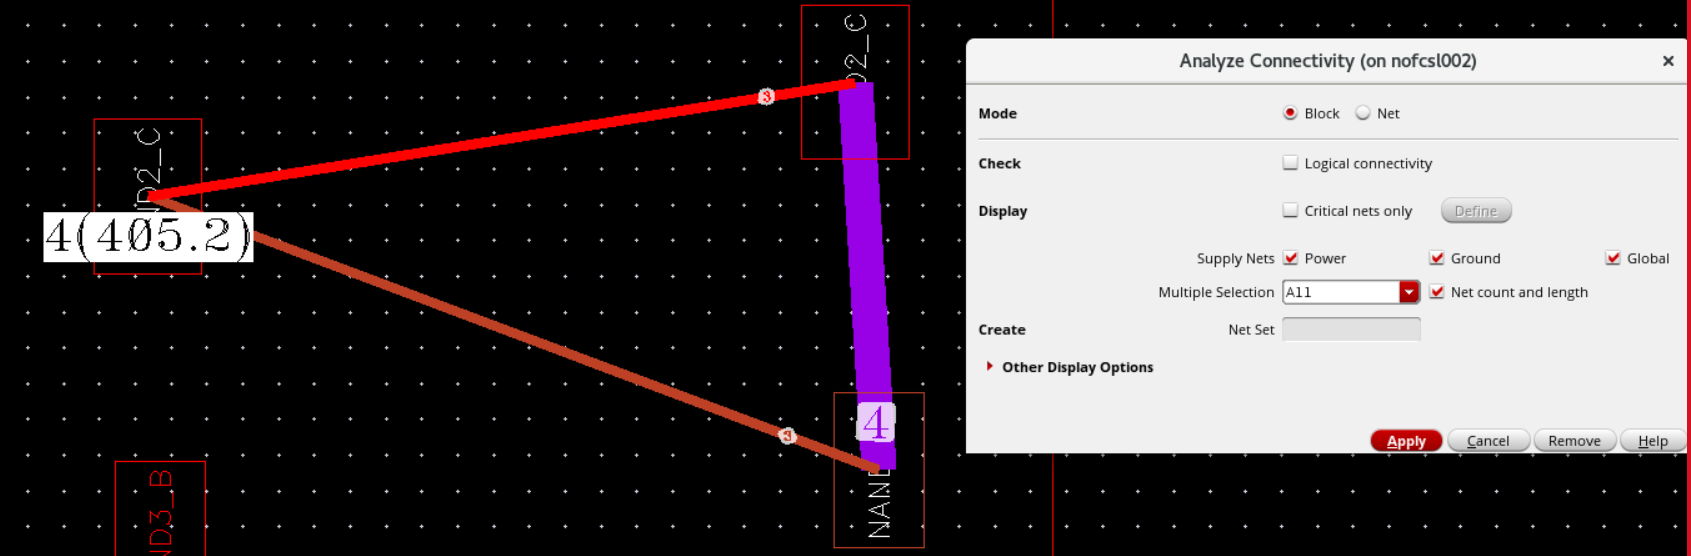 D2_C
ND2_C
4(405.2)
3
3
4
NAND
ND3_B
Analyze Connectivity (on nofcsl002)
Mode Block Net
Check Logical connectivity
Display Critical nets only Define
Supply Nets Power Ground Global
Multiple Selection All Net count and length
Create Net Set
Other Display Options
Apply Cancel Remove Help